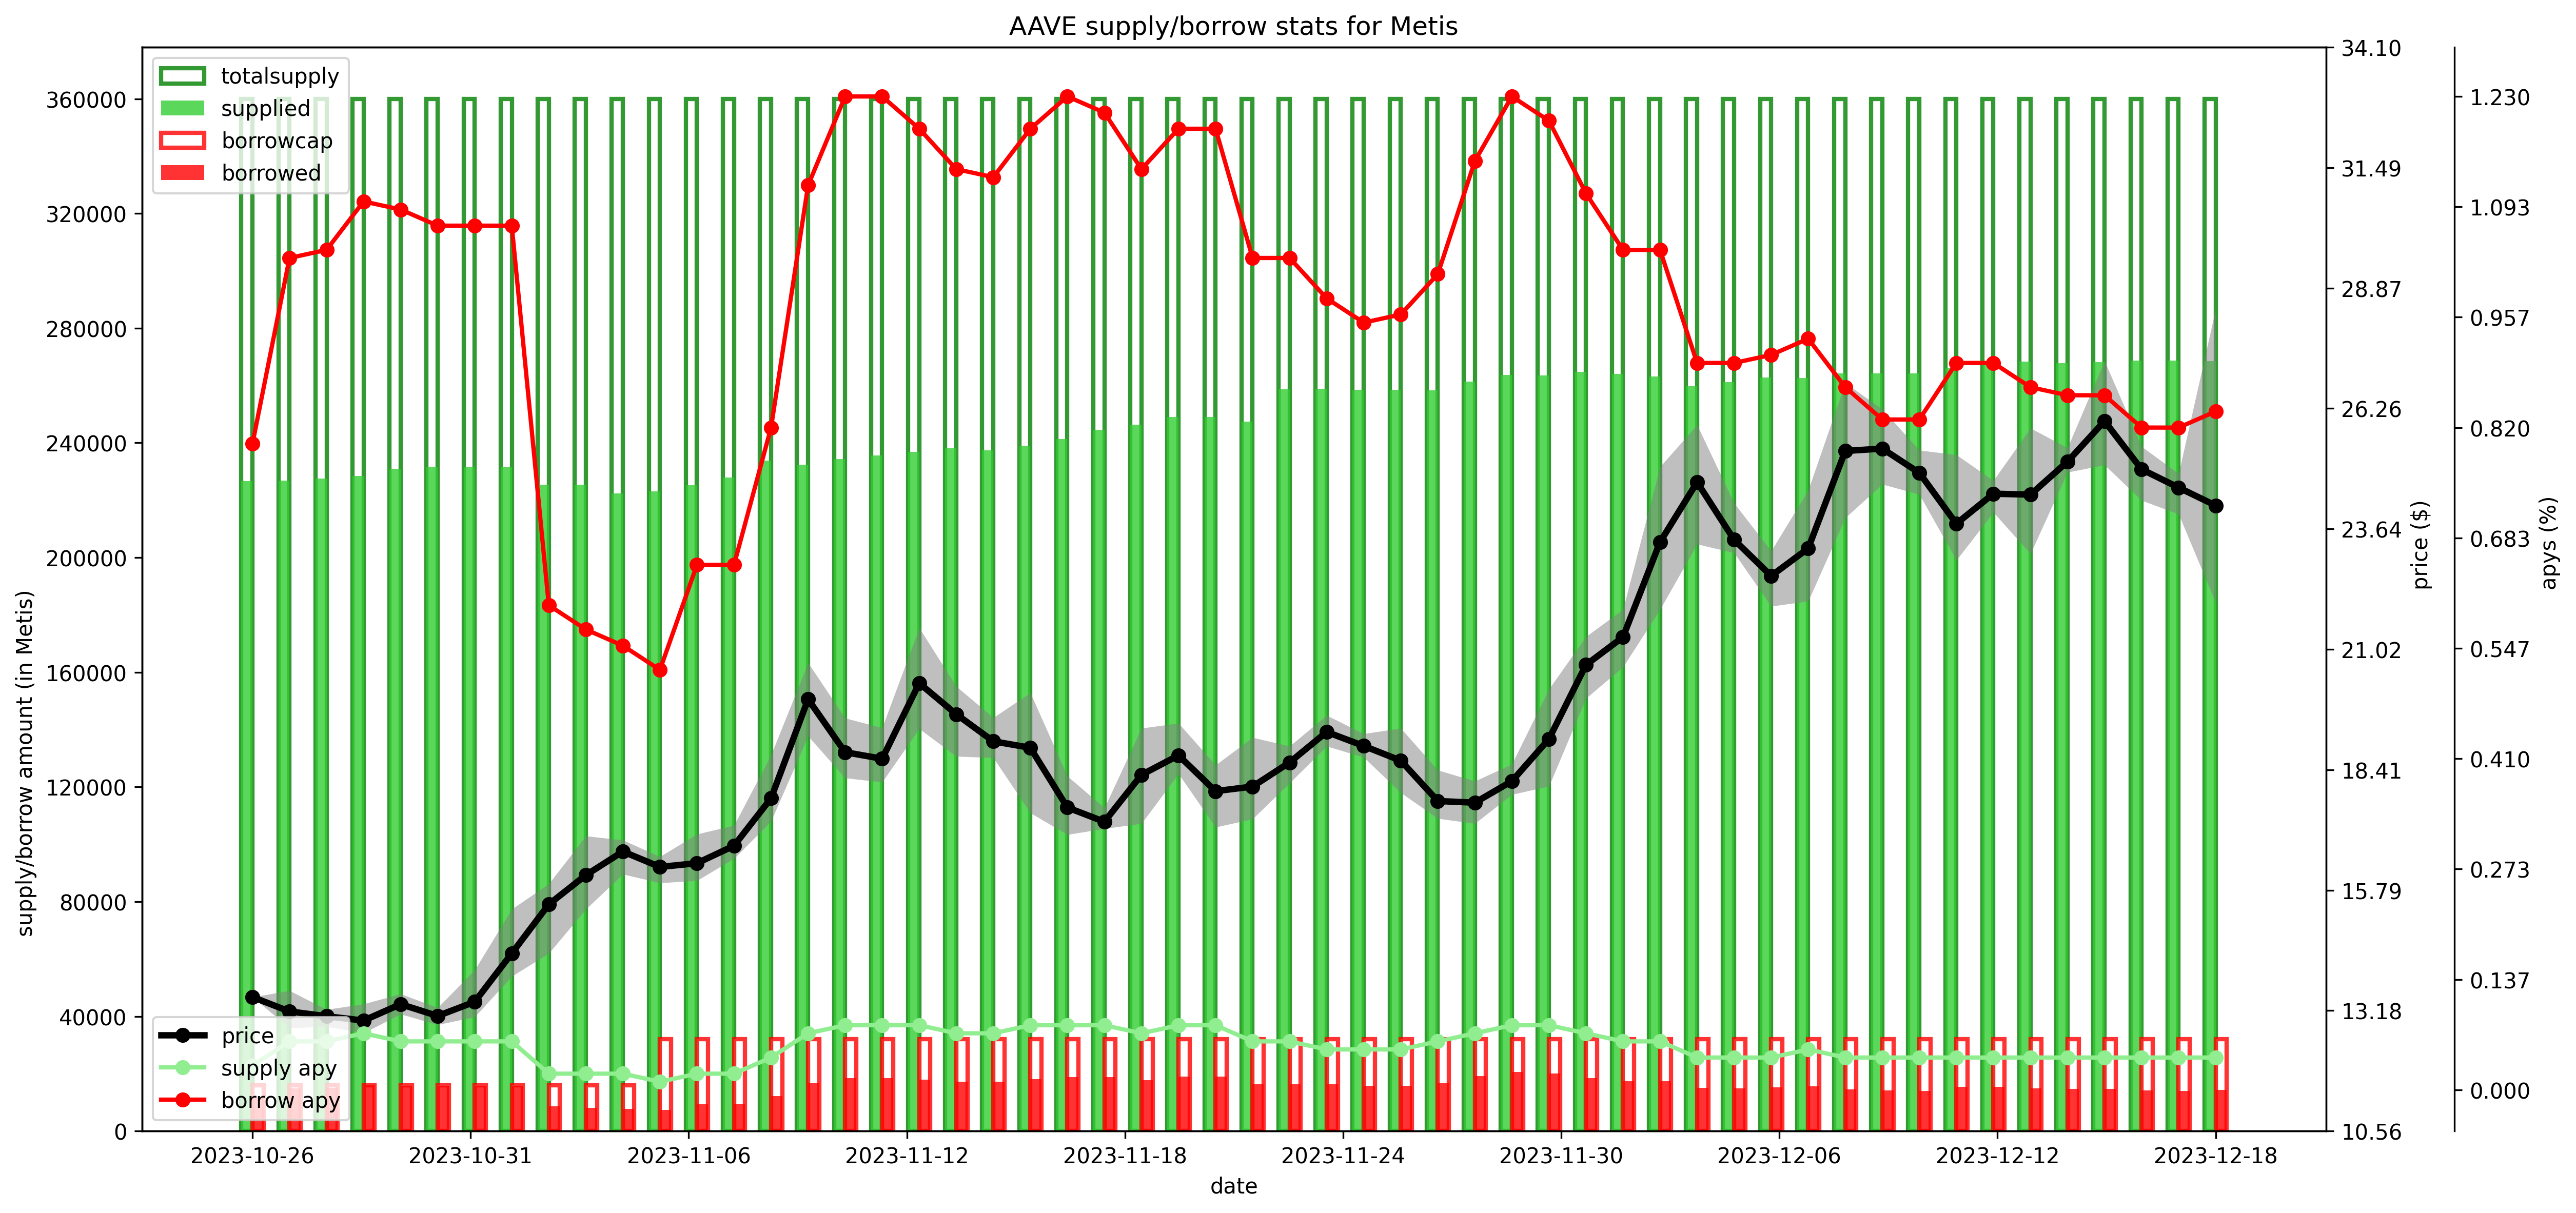 AAVE supply/borrow stats for Metis
totalsupply
supplied
borrowcap
borrowed
price
supply apy
borrow apy
supply/borrow amount (in Metis)
360000
320000
280000
240000
200000
160000
120000
80000
40000
0
34.10
31.49
28.87
26.26
23.64
21.02
18.41
15.79
13.18
10.56
price ($)
1.230
1.093
0.957
0.820
0.683
0.547
0.410
0.273
0.137
0.000
apys (%)
2023-10-26 2023-10-31 2023-11-06 2023-11-12 2023-11-18 2023-11-24 2023-11-30 2023-12-06 2023-12-12 2023-12-18
date